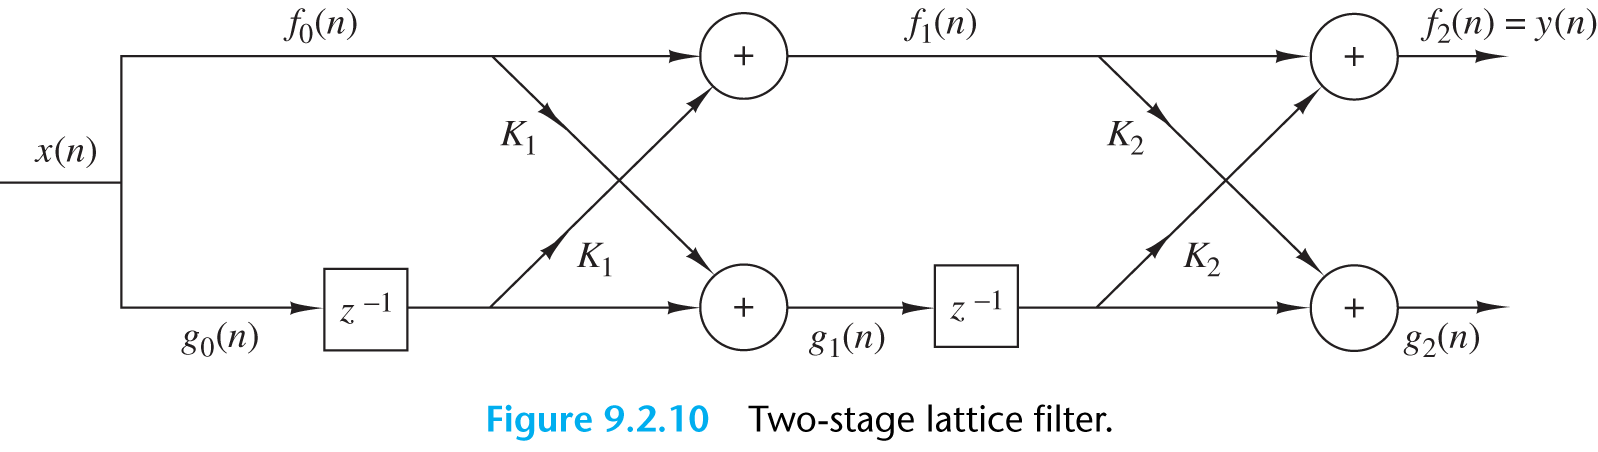 f₀(n) f₁(n) f₂(n) = y(n)
+ +
K₁ K₂
x(n)
K₁ K₂
z⁻¹ + z⁻¹ +
g₀(n) g₁(n) g₂(n)
Figure 9.2.10 Two-stage lattice filter.